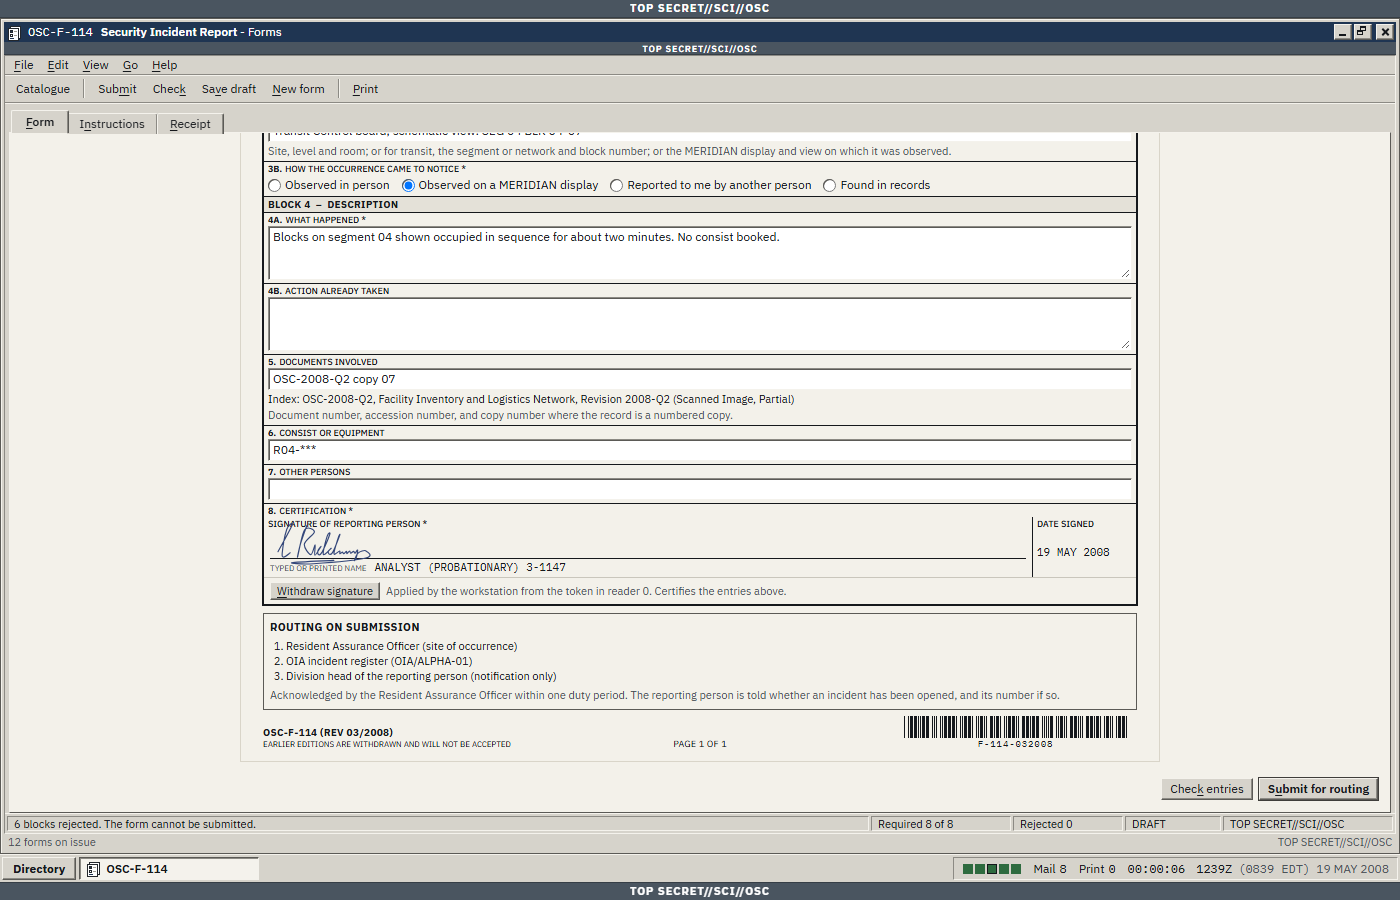 TOP SECRET//SCI//OSC
OSC-F-114 Security Incident Report - Forms
TOP SECRET//SCI//OSC
File Edit View Go Help
Catalogue Submit Check Save draft New form Print
Form Instructions Receipt
Site, level and room; or for transit, the segment or network and block number; or the MERIDIAN display and view on which it was observed.
3B. HOW THE OCCURRENCE CAME TO NOTICE *
Observed in person Observed on a MERIDIAN display Reported to me by another person Found in records
BLOCK 4 – DESCRIPTION
4A. WHAT HAPPENED *
Blocks on segment 04 shown occupied in sequence for about two minutes. No consist booked.
4B. ACTION ALREADY TAKEN
5. DOCUMENTS INVOLVED
OSC-2008-Q2 copy 07
Index: OSC-2008-Q2, Facility Inventory and Logistics Network, Revision 2008-Q2 (Scanned Image, Partial)
Document number, accession number, and copy number where the record is a numbered copy.
6. CONSIST OR EQUIPMENT
R04-***
7. OTHER PERSONS
8. CERTIFICATION *
SIGNATURE OF REPORTING PERSON * DATE SIGNED
19 MAY 2008
TYPED OR PRINTED NAME ANALYST (PROBATIONARY) 3-1147
Withdraw signature Applied by the workstation from the token in reader 0. Certifies the entries above.
ROUTING ON SUBMISSION
1. Resident Assurance Officer (site of occurrence)
2. OIA incident register (OIA/ALPHA-01)
3. Division head of the reporting person (notification only)
Acknowledged by the Resident Assurance Officer within one duty period. The reporting person is told whether an incident has been opened, and its number if so.
OSC-F-114 (REV 03/2008)
EARLIER EDITIONS ARE WITHDRAWN AND WILL NOT BE ACCEPTED PAGE 1 OF 1 F-114-032008
Check entries Submit for routing
6 blocks rejected. The form cannot be submitted. Required 8 of 8 Rejected 0 DRAFT TOP SECRET//SCI//OSC
12 forms on issue TOP SECRET//SCI//OSC
Directory OSC-F-114 Mail 8 Print 0 00:00:06 1239Z (0839 EDT) 19 MAY 2008
TOP SECRET//SCI//OSC